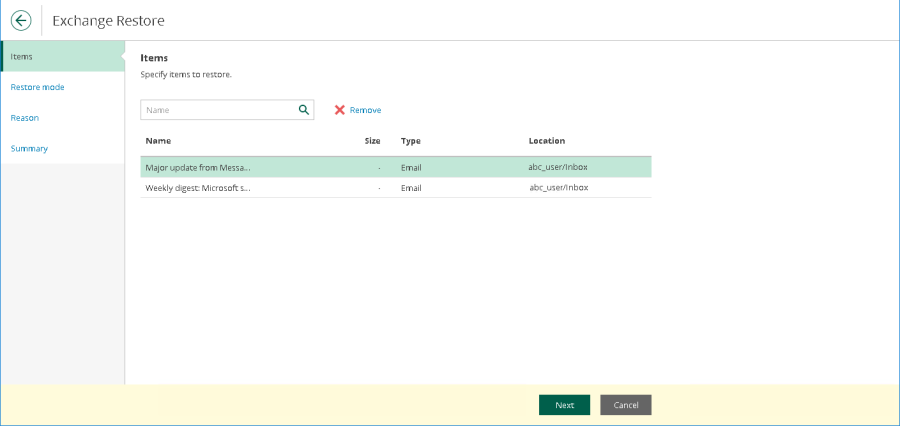 Exchange Restore
Items
Restore mode
Reason
Summary
Items
Specify items to restore.
Name
Remove
Name Size Type Location
Major update from Messa... - Email abc_user/Inbox
Weekly digest: Microsoft s... - Email abc_user/Inbox
Next Cancel